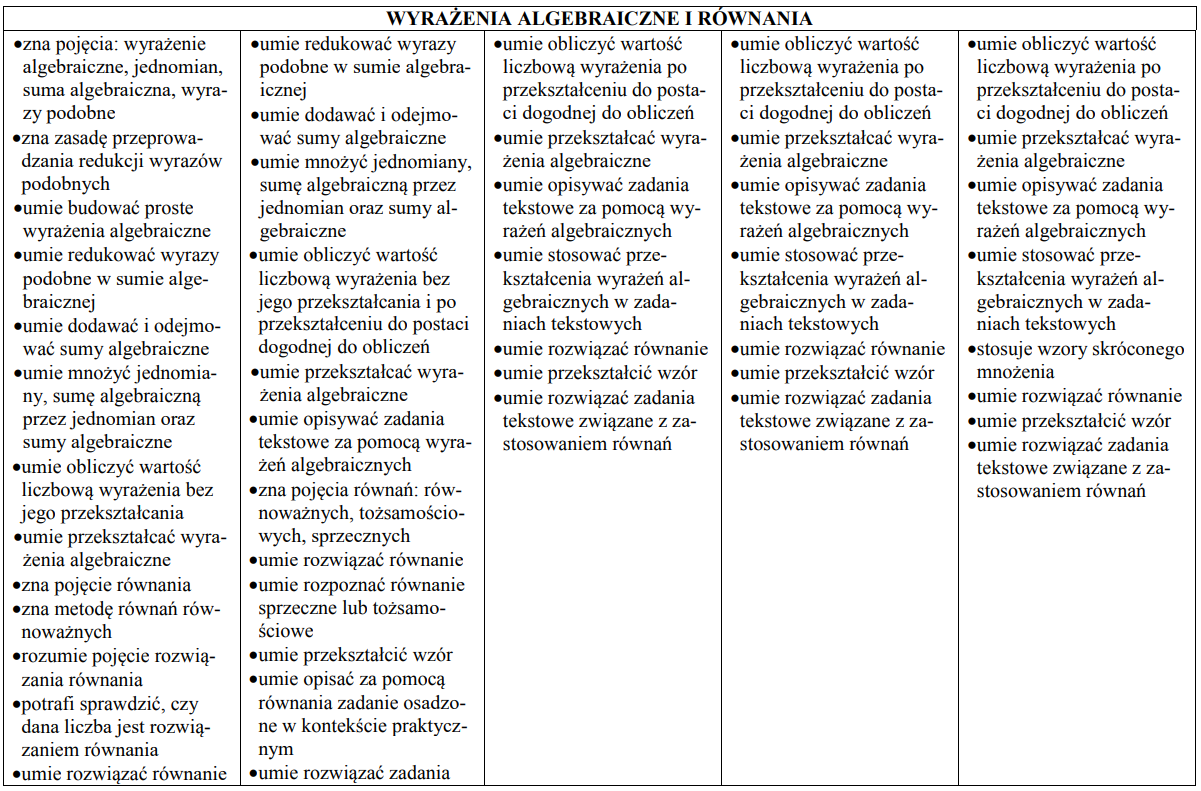 WYRAŻENIA ALGEBRAICZNE I RÓWNANIA
•zna pojęcia: wyrażenie
algebraiczne, jednomian,
suma algebraiczna, wyra-
zy podobne
•zna zasadę przeprowa-
dzania redukcji wyrazów
podobnych
•umie budować proste
wyrażenia algebraiczne
•umie redukować wyrazy
podobne w sumie alge-
braicznej
•umie dodawać i odejmo-
wać sumy algebraiczne
•umie mnożyć jednomia-
ny, sumę algebraiczną
przez jednomian oraz
sumy algebraiczne
•umie obliczyć wartość
liczbową wyrażenia bez
jego przekształcania
•umie przekształcać wyra-
żenia algebraiczne
•zna pojęcie równania
•zna metodę równań rów-
noważnych
•rozumie pojęcie rozwią-
zania równania
•potrafi sprawdzić, czy
dana liczba jest rozwią-
zaniem równania
•umie rozwiązać równanie
•umie redukować wyrazy
podobne w sumie algebra-
icznej
•umie dodawać i odejmo-
wać sumy algebraiczne
•umie mnożyć jednomiany,
sumę algebraiczną przez
jednomian oraz sumy al-
gebraiczne
•umie obliczyć wartość
liczbową wyrażenia bez
jego przekształcania i po
przekształceniu do postaci
dogodnej do obliczeń
•umie przekształcać wyra-
żenia algebraiczne
•umie opisywać zadania
tekstowe za pomocą wyra-
żeń algebraicznych
•zna pojęcia równań: rów-
noważnych, tożsamościo-
wych, sprzecznych
•umie rozwiązać równanie
•umie rozpoznać równanie
sprzeczne lub tożsamo-
ściowe
•umie przekształcić wzór
•umie opisać za pomocą
równania zadanie osadzo-
ne w kontekście praktycz-
nym
•umie rozwiązać zadania
•umie obliczyć wartość
liczbową wyrażenia po
przekształceniu do posta-
ci dogodnej do obliczeń
•umie przekształcać wyra-
żenia algebraiczne
•umie opisywać zadania
tekstowe za pomocą wy-
rażeń algebraicznych
•umie stosować prze-
kształcenia wyrażeń al-
gebraicznych w zada-
niach tekstowych
•umie rozwiązać równanie
•umie przekształcić wzór
•umie rozwiązać zadania
tekstowe związane z za-
stosowaniem równań
•umie obliczyć wartość
liczbową wyrażenia po
przekształceniu do posta-
ci dogodnej do obliczeń
•umie przekształcać wyra-
żenia algebraiczne
•umie opisywać zadania
tekstowe za pomocą wy-
rażeń algebraicznych
•umie stosować prze-
kształcenia wyrażeń al-
gebraicznych w zada-
niach tekstowych
•umie rozwiązać równanie
•umie przekształcić wzór
•umie rozwiązać zadania
tekstowe związane z za-
stosowaniem równań
•umie obliczyć wartość
liczbową wyrażenia po
przekształceniu do posta-
ci dogodnej do obliczeń
•umie przekształcać wyra-
żenia algebraiczne
•umie opisywać zadania
tekstowe za pomocą wy-
rażeń algebraicznych
•umie stosować prze-
kształcenia wyrażeń al-
gebraicznych w zada-
niach tekstowych
•stosuje wzory skróconego
mnożenia
•umie rozwiązać równanie
•umie przekształcić wzór
•umie rozwiązać zadania
tekstowe związane z za-
stosowaniem równań